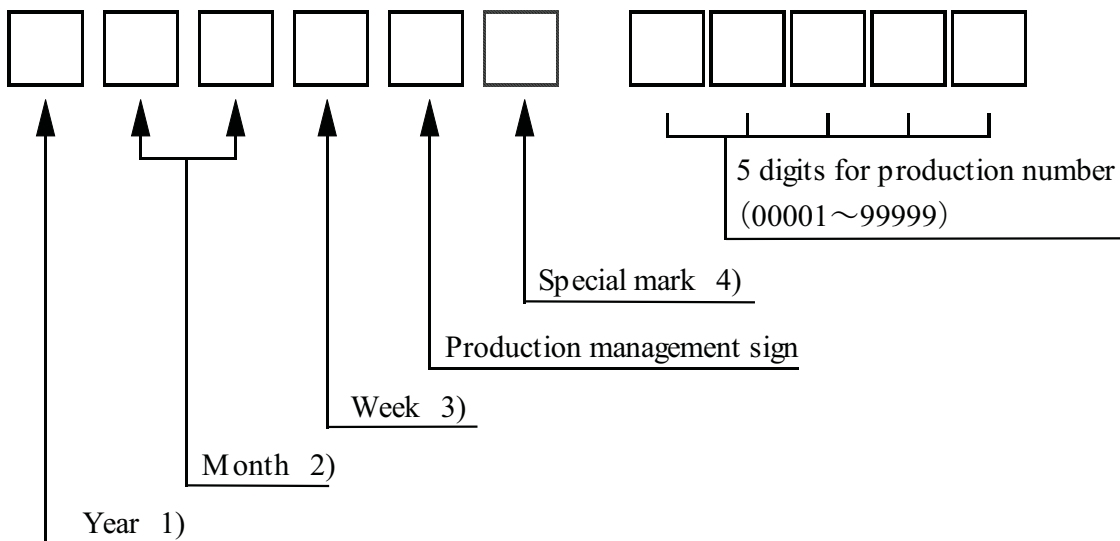 5 digits for production number
（00001～99999）
Special mark 4)
Production management sign
Week 3)
Month 2)
Year 1)